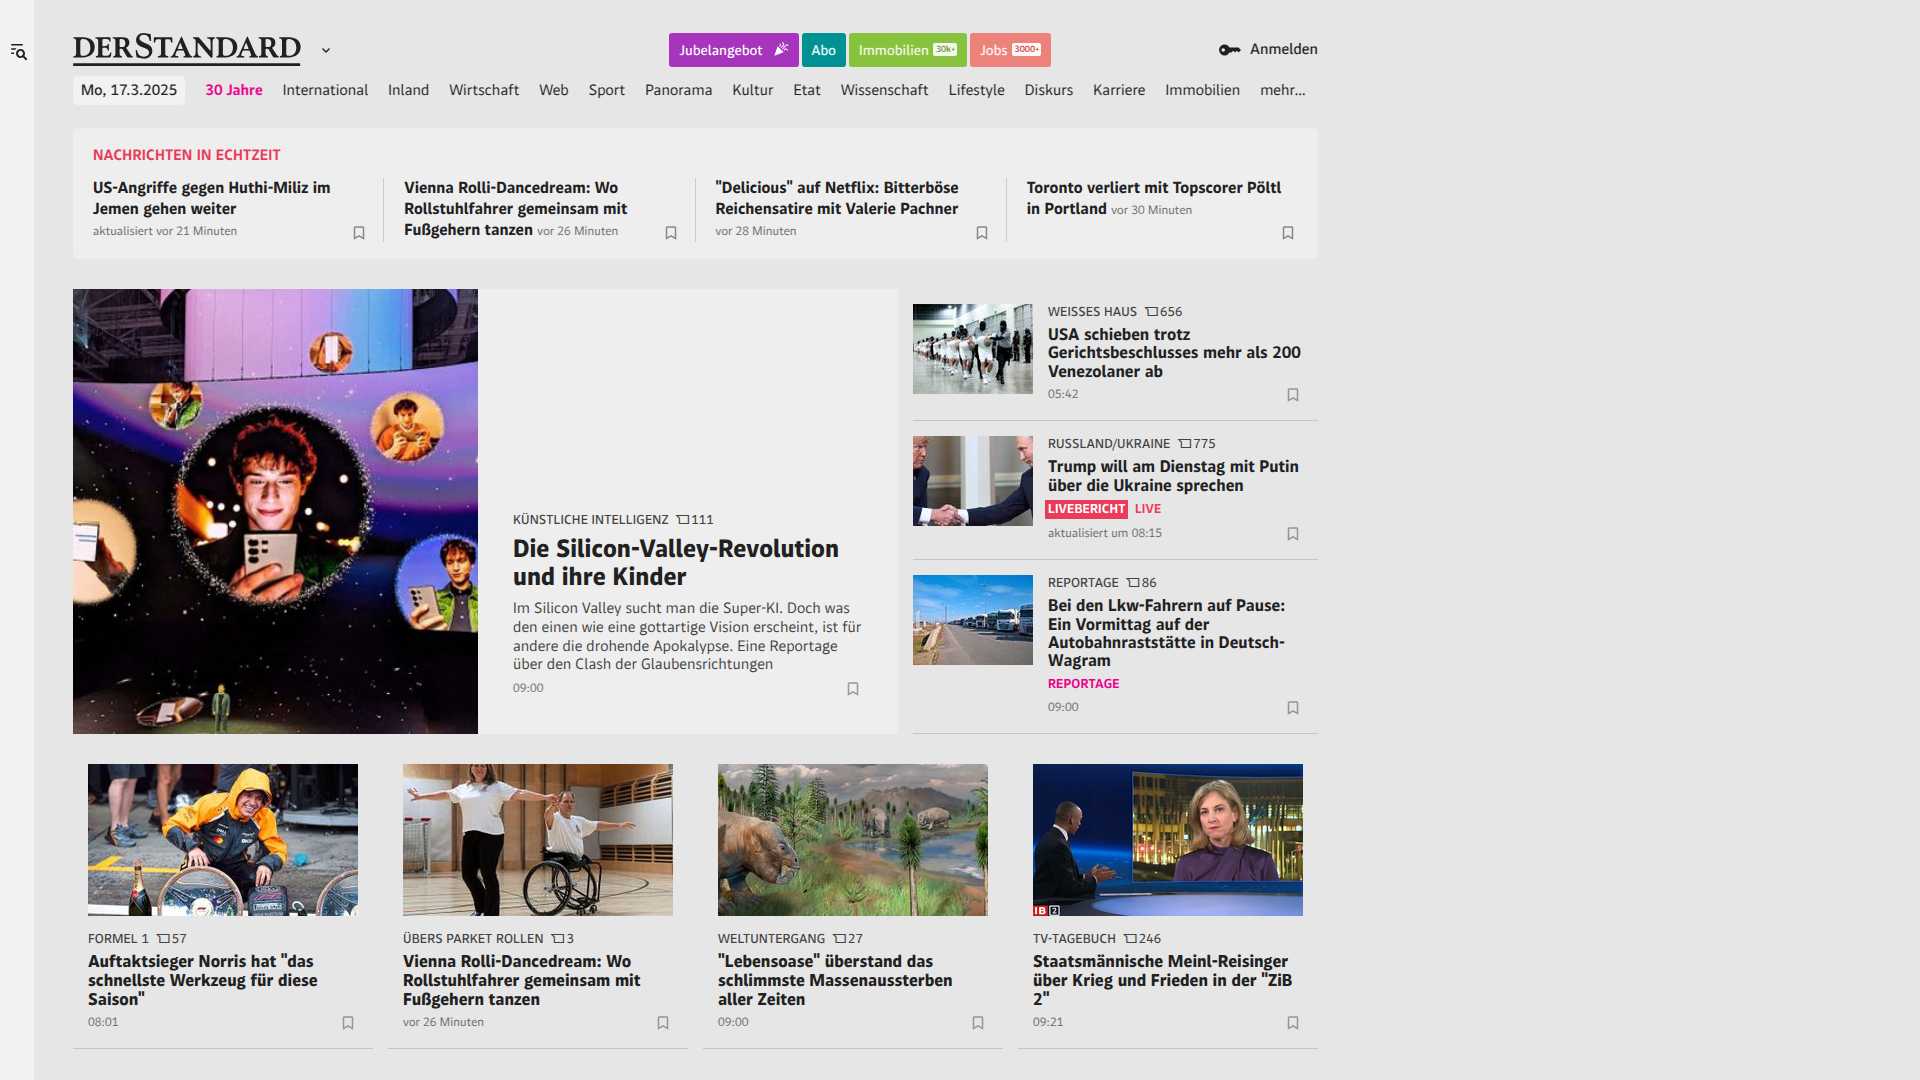 DERSTANDARD
Jubelangebot
Abo
Immobilien 30k+
Jobs 3000+
Anmelden
Mo, 17.3.2025
30 Jahre
International
Inland
Wirtschaft
Web
Sport
Panorama
Kultur
Etat
Wissenschaft
Lifestyle
Diskurs
Karriere
Immobilien
mehr...
NACHRICHTEN IN ECHTZEIT
US-Angriffe gegen Huthi-Miliz im
Jemen gehen weiter
aktualisiert vor 21 Minuten
Vienna Rolli-Dancedream: Wo
Rollstuhlfahrer gemeinsam mit
Fußgehern tanzen vor 26 Minuten
"Delicious" auf Netflix: Bitterböse
Reichensatire mit Valerie Pachner
vor 28 Minuten
Toronto verliert mit Topscorer Pöltl
in Portland vor 30 Minuten
KÜNSTLICHE INTELLIGENZ 111
Die Silicon-Valley-Revolution
und ihre Kinder
Im Silicon Valley sucht man die Super-KI. Doch was
den einen wie eine gottartige Vision erscheint, ist für
andere die drohende Apokalypse. Eine Reportage
über den Clash der Glaubensrichtungen
09:00
WEISSES HAUS 656
USA schieben trotz
Gerichtsbeschlusses mehr als 200
Venezolaner ab
05:42
RUSSLAND/UKRAINE 775
Trump will am Dienstag mit Putin
über die Ukraine sprechen
LIVEBERICHT LIVE
aktualisiert um 08:15
REPORTAGE 86
Bei den Lkw-Fahrern auf Pause:
Ein Vormittag auf der
Autobahnraststätte in Deutsch-
Wagram
REPORTAGE
09:00
FORMEL 1 57
Auftaktsieger Norris hat "das
schnellste Werkzeug für diese
Saison"
08:01
ÜBERS PARKET ROLLEN 3
Vienna Rolli-Dancedream: Wo
Rollstuhlfahrer gemeinsam mit
Fußgehern tanzen
vor 26 Minuten
WELTUNTERGANG 27
"Lebensoase" überstand das
schlimmste Massenaussterben
aller Zeiten
09:00
IB 2
TV-TAGEBUCH 246
Staatsmännische Meinl-Reisinger
über Krieg und Frieden in der "ZiB
2"
09:21